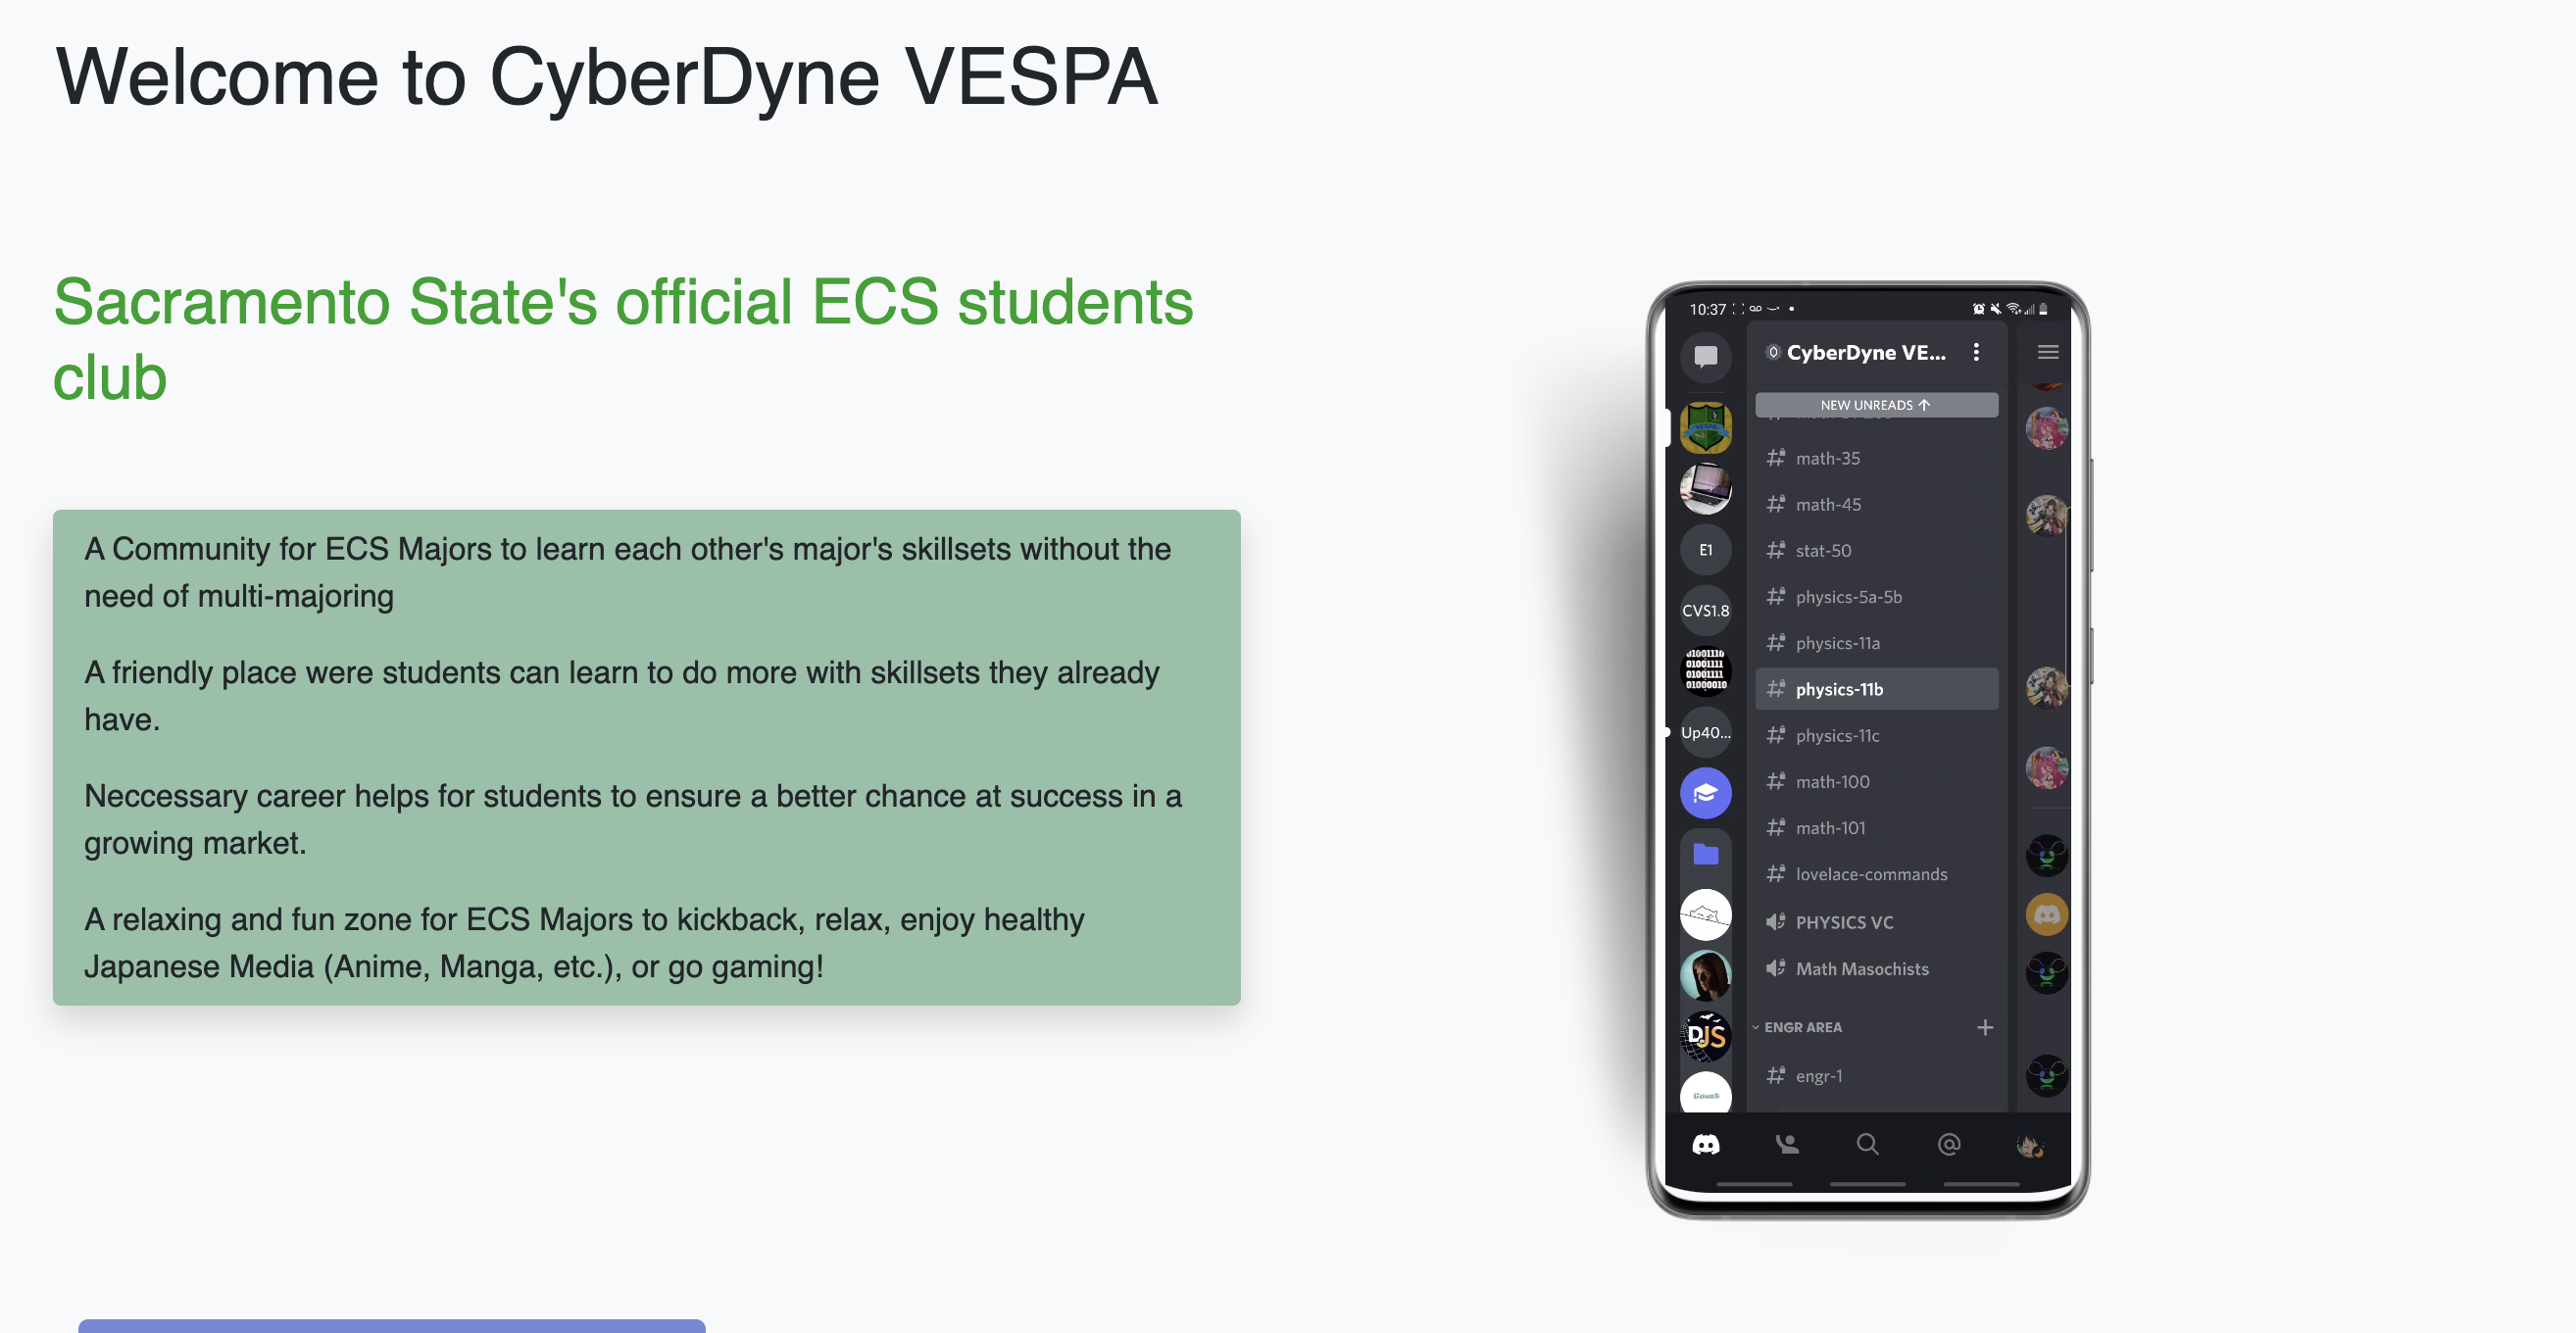 Welcome to CyberDyne VESPA
Sacramento State's official ECS students
club
A Community for ECS Majors to learn each other's major's skillsets without the
need of multi-majoring
A friendly place were students can learn to do more with skillsets they already
have.
Neccessary career helps for students to ensure a better chance at success in a
growing market.
A relaxing and fun zone for ECS Majors to kickback, relax, enjoy healthy
Japanese Media (Anime, Manga, etc.), or go gaming!
10:37
CyberDyne VE...
NEW UNREADS ↑
math-35
math-45
stat-50
E1
physics-5a-5b
CVS1.8
physics-11a
01001111
01001111
01000010
physics-11b
physics-11c
Up40...
math-100
math-101
lovelace-commands
PHYSICS VC
Math Masochists
ENGR AREA +
DJS
engr-1